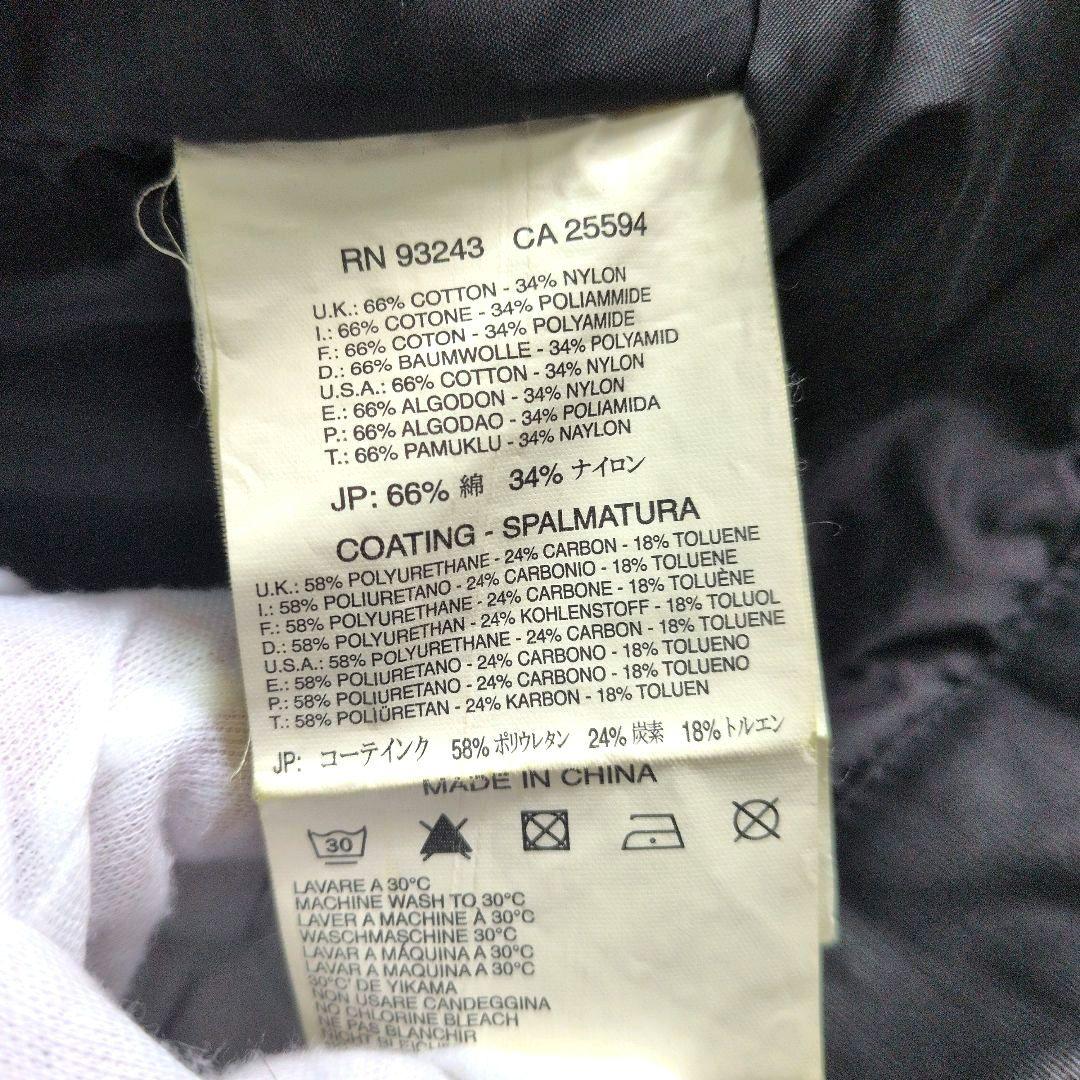 RN 93243 CA 25594
U.K.: 66% COTTON - 34% NYLON
I.: 66% COTONE - 34% POLIAMMIDE
F.: 66% COTON - 34% POLYAMIDE
D.: 66% BAUMWOLLE - 34% POLYAMID
U.S.A.: 66% COTTON - 34% NYLON
E.: 66% ALGODON - 34% NYLON
P.: 66% ALGODAO - 34% POLIAMIDA
T.: 66% PAMUKLU - 34% NAYLON
JP: 66% 綿 34% ナイロン
COATING - SPALMATURA
U.K.: 58% POLYURETHANE - 24% CARBON - 18% TOLUENE
I.: 58% POLIURETANO - 24% CARBONIO - 18% TOLUENE
F.: 58% POLYURETHANE - 24% CARBONE - 18% TOLUÈNE
D.: 58% POLYURETHAN - 24% KOHLENSTOFF - 18% TOLUOL
U.S.A.: 58% POLYURETHANE - 24% CARBON - 18% TOLUENE
E.: 58% POLIURETANO - 24% CARBONO - 18% TOLUENO
P.: 58% POLIURETANO - 24% CARBONO - 18% TOLUENO
T.: 58% POLİÜRETAN - 24% KARBON - 18% TOLUEN
JP: コーテインク 58% ポリウレタン 24% 炭素 18% トルエン
MADE IN CHINA
30
LAVARE A 30°C
MACHINE WASH TO 30°C
LAVER A MACHINE À 30°C
WASCHMASCHINE 30°C
LAVAR A MÁQUINA A 30°C
LAVAR A MAQUINA A 30°C
30°C' DE YIKAMA
NON USARE CANDEGGINA
NO CHLORINE BLEACH
NE PAS BLANCHIR
NICHT BLEICHE